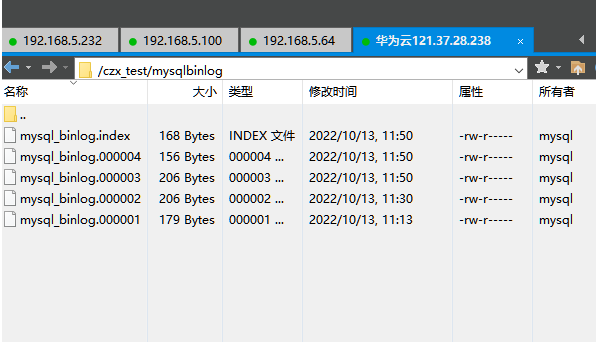 192.168.5.232 192.168.5.100 192.168.5.64 华为云121.37.28.238 ×
/czx_test/mysqlbinlog
名称 大小 类型 修改时间 属性 所有者
..
mysql_binlog.index 168 Bytes INDEX 文件 2022/10/13, 11:50 -rw-r----- mysql
mysql_binlog.000004 156 Bytes 000004 ... 2022/10/13, 11:50 -rw-r----- mysql
mysql_binlog.000003 206 Bytes 000003 ... 2022/10/13, 11:50 -rw-r----- mysql
mysql_binlog.000002 206 Bytes 000002 ... 2022/10/13, 11:30 -rw-r----- mysql
mysql_binlog.000001 179 Bytes 000001 ... 2022/10/13, 11:13 -rw-r----- mysql